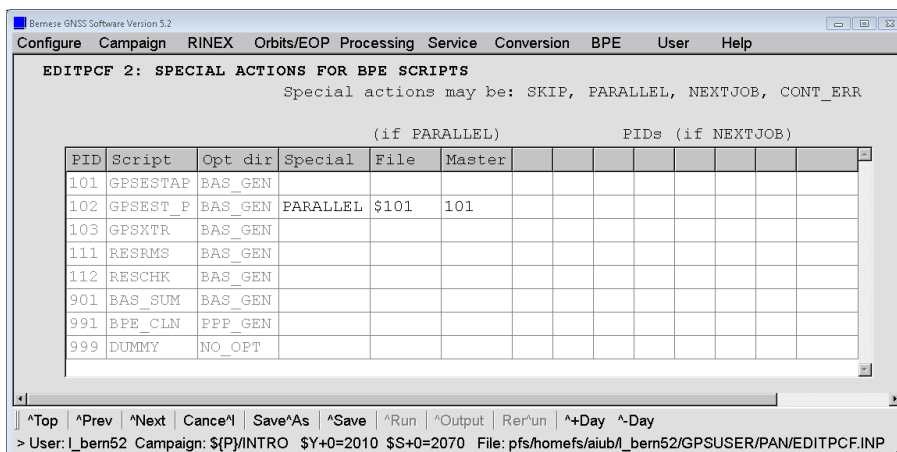 Bernese GNSS Software Version 5.2
Configure Campaign RINEX Orbits/EOP Processing Service Conversion BPE User Help
EDITPCF 2: SPECIAL ACTIONS FOR BPE SCRIPTS
Special actions may be: SKIP, PARALLEL, NEXTJOB, CONT_ERR
(if PARALLEL) PIDs (if NEXTJOB)
PID Script Opt dir Special File Master
101 GPSESTAP BAS_GEN
102 GPSEST_P BAS_GEN PARALLEL $101 101
103 GPSXTR BAS_GEN
111 RESRMS BAS_GEN
112 RESCHK BAS_GEN
901 BAS_SUM BAS_GEN
991 BPE_CLN PPP_GEN
999 DUMMY NO_OPT
^Top | ^Prev | ^Next | Cance^l | Save^As | ^Save | ^Run | ^Output | Rer^un | ^+Day ^-Day
> User: l_bern52 Campaign: ${P}/INTRO $Y+0=2010 $S+0=2070 File: pfs/homefs/aiub/l_bern52/GPSUSER/PAN/EDITPCF.INP